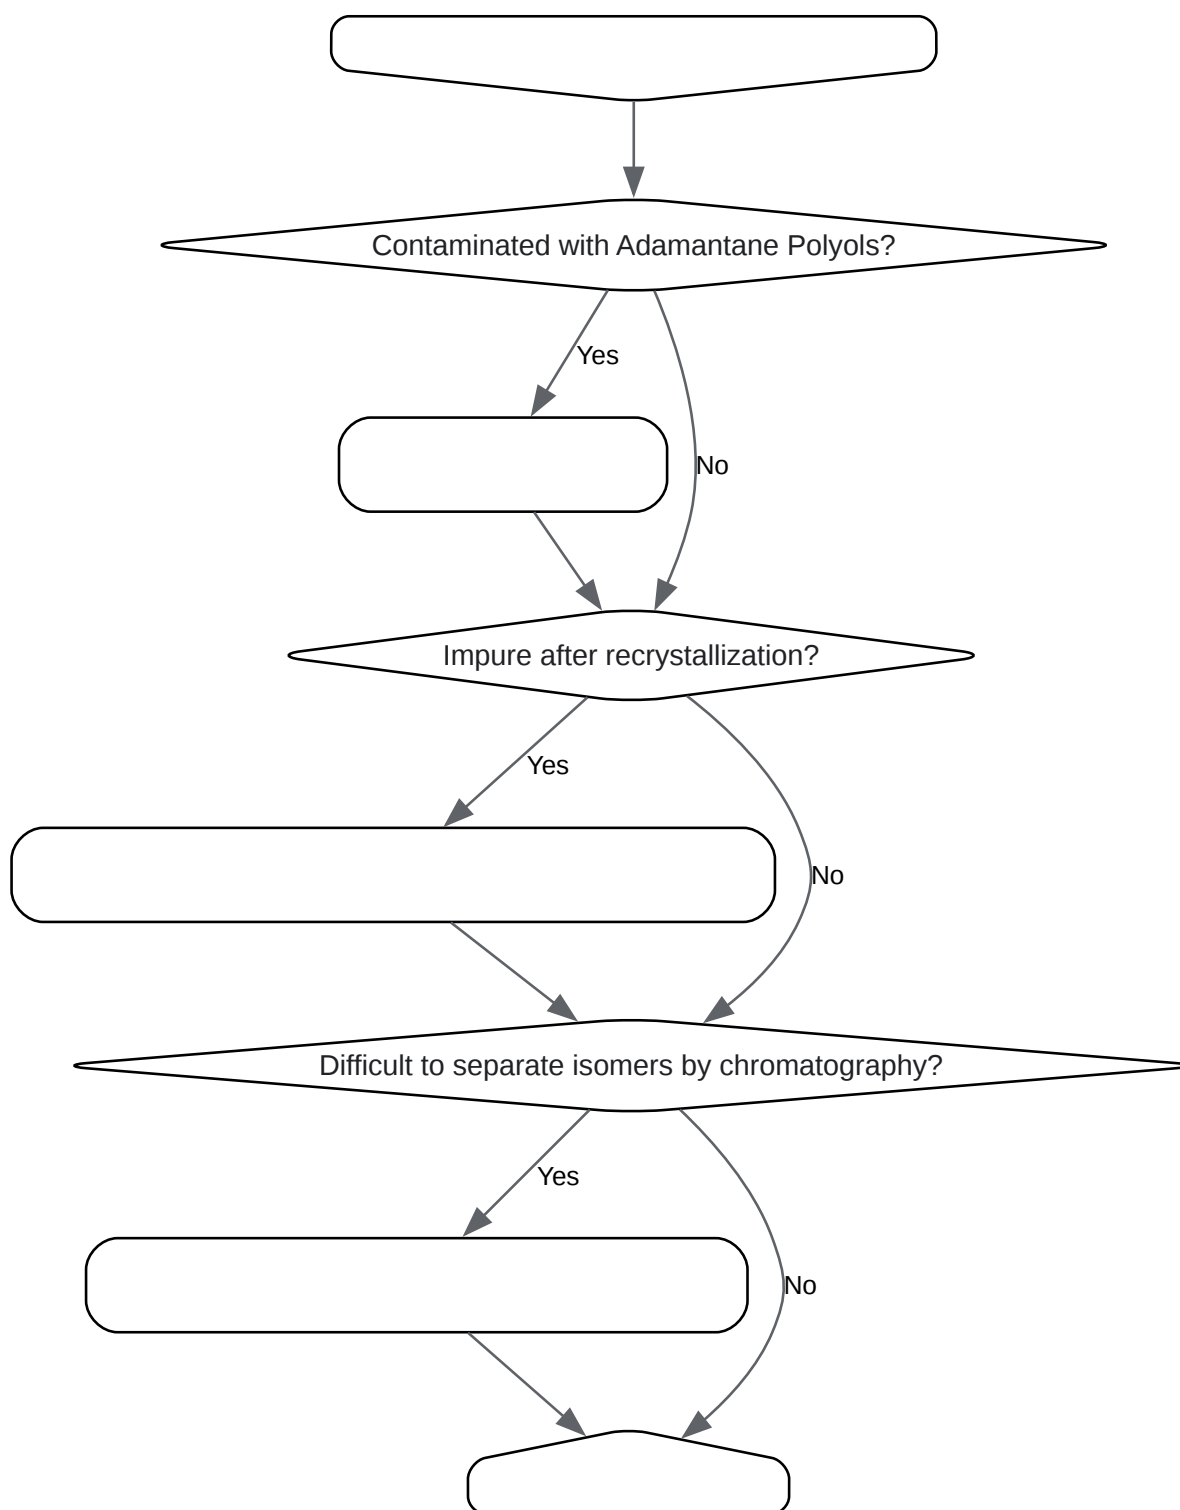 Contaminated with Adamantane Polyols?
Yes
No
Impure after recrystallization?
Yes
No
Difficult to separate isomers by chromatography?
Yes
No